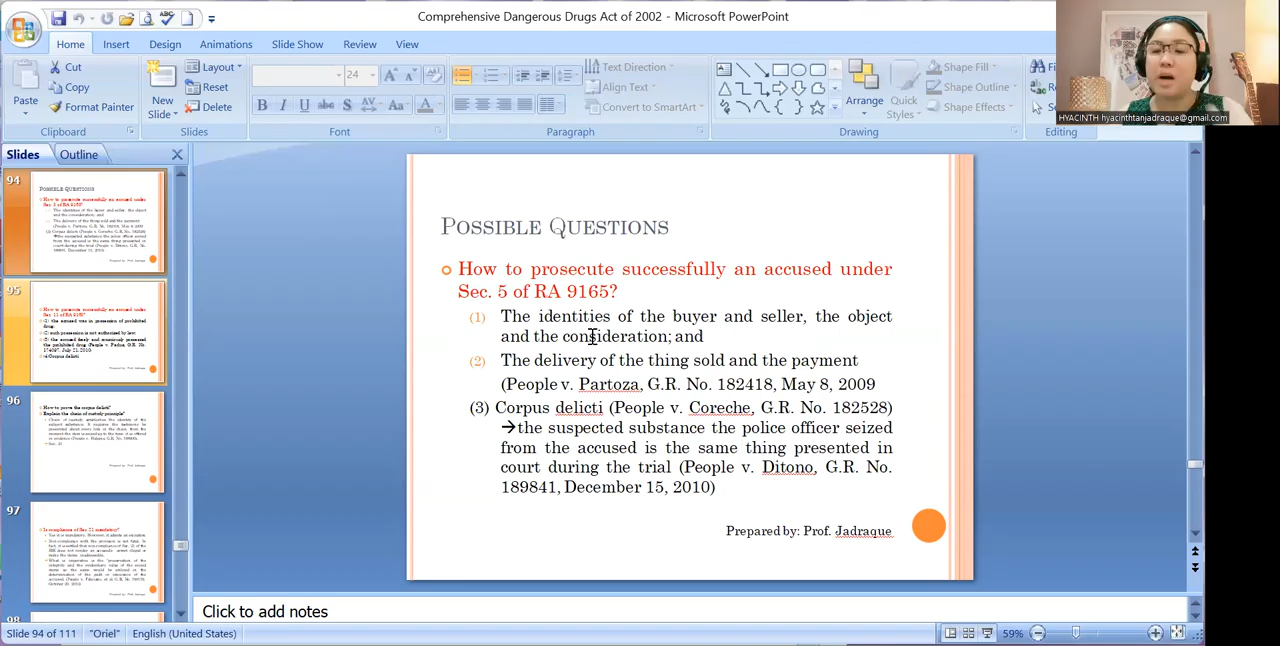 Comprehensive Dangerous Drugs Act of 2002 - Microsoft PowerPoint
Home Insert Design Animations Slide Show Review View
Cut
Copy
Format Painter
Paste
Clipboard
New
Slide
Layout
Reset
Delete
Slides
24
Font
Paragraph
Text Direction
Align Text
Convert to SmartArt
Arrange
Quick
Styles
Shape Fill
Shape Outline
Shape Effects
Drawing
Editing
HYACINTH hyacinthtanjadraque@gmail.com
Slides Outline
94
95
96
97
98
POSSIBLE QUESTIONS
How to prosecute successfully an accused under
Sec. 5 of RA 9165?
(1) The identities of the buyer and seller, the object
and the consideration; and
(2) The delivery of the thing sold and the payment
(People v. Partoza, G.R. No. 182418, May 8, 2009
(3) Corpus delicti (People v. Corecho, G.R. No. 182528)
→the suspected substance the police officer seized
from the accused is the same thing presented in
court during the trial (People v. Ditono, G.R. No.
189841, December 15, 2010)
Prepared by: Prof. Jadraque
Click to add notes
Slide 94 of 111 "Oriel" English (United States) 59%